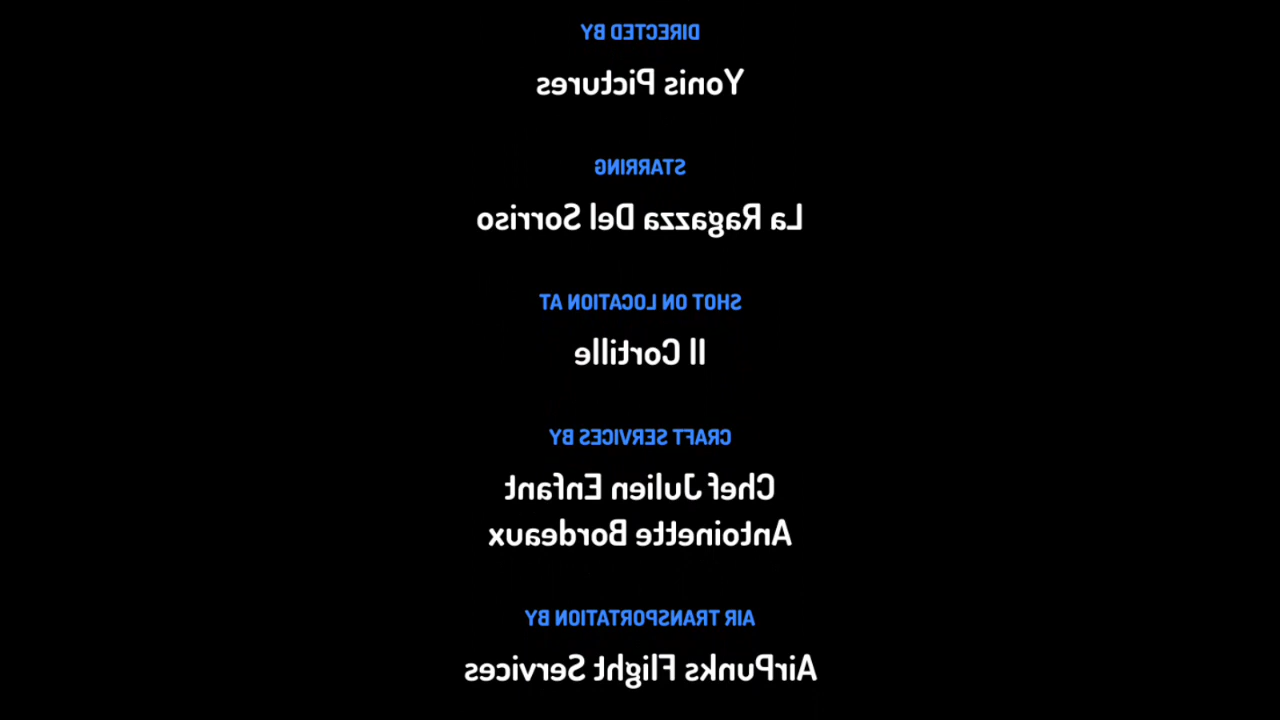 DIRECTED BY
Yonis Pictures
STARRING
La Ragazza Del Sorriso
SHOT ON LOCATION AT
Il Cortille
CRAFT SERVICES BY
Chef Julien Enfant
Antoinette Bordeaux
AIR TRANSPORTATION BY
AirPunks Flight Services